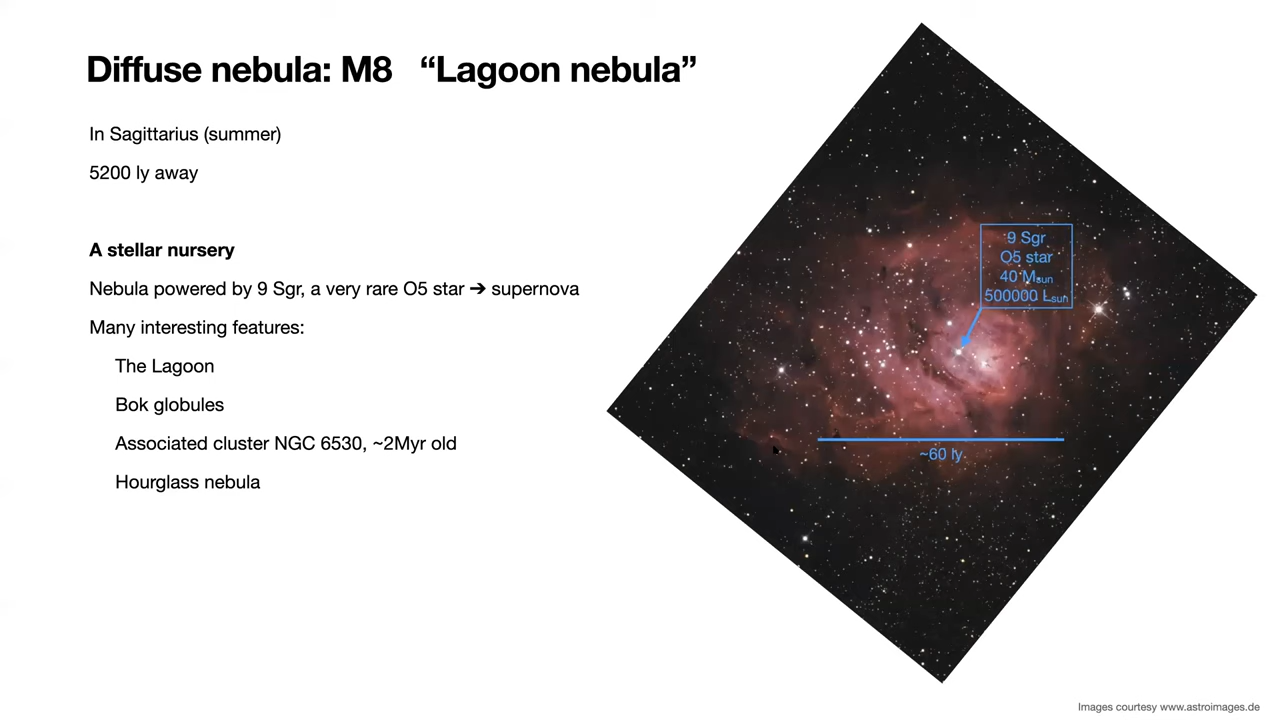 Diffuse nebula: M8 “Lagoon nebula”
In Sagittarius (summer)
5200 ly away
A stellar nursery
Nebula powered by 9 Sgr, a very rare O5 star ➔ supernova
Many interesting features:
The Lagoon
Bok globules
Associated cluster NGC 6530, ~2Myr old
Hourglass nebula
9 Sgr
O5 star
40 Msun
500000 Lsun
~60 ly
Images courtesy www.astroimages.de